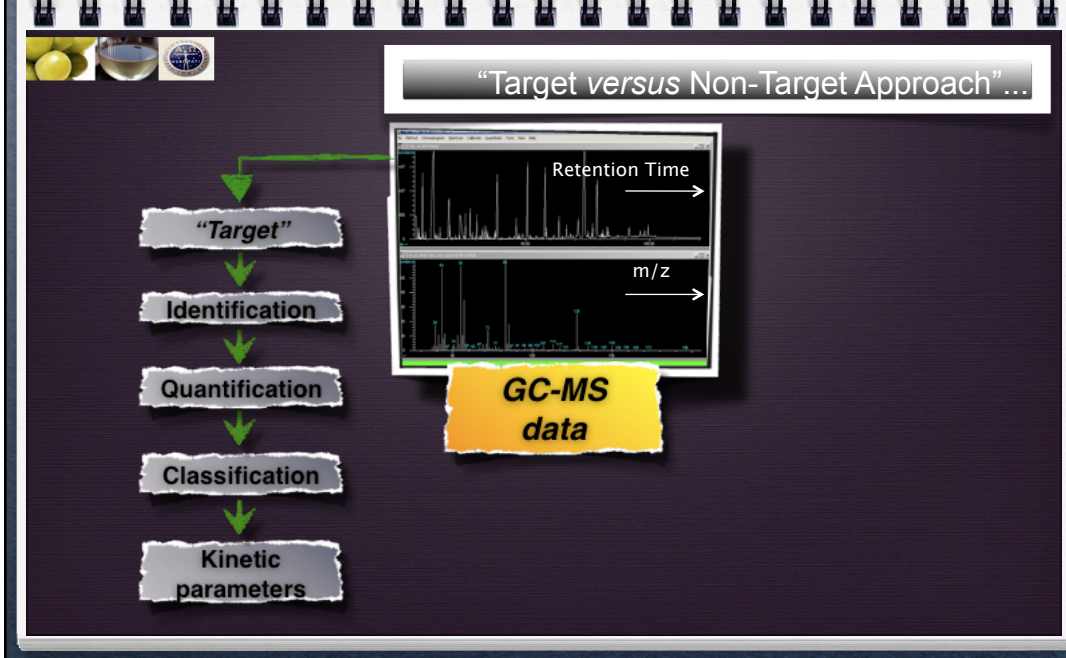 “Target versus Non-Target Approach”...
Retention Time
m/z
“Target”
Identification
Quantification
Classification
Kinetic
parameters
GC-MS
data